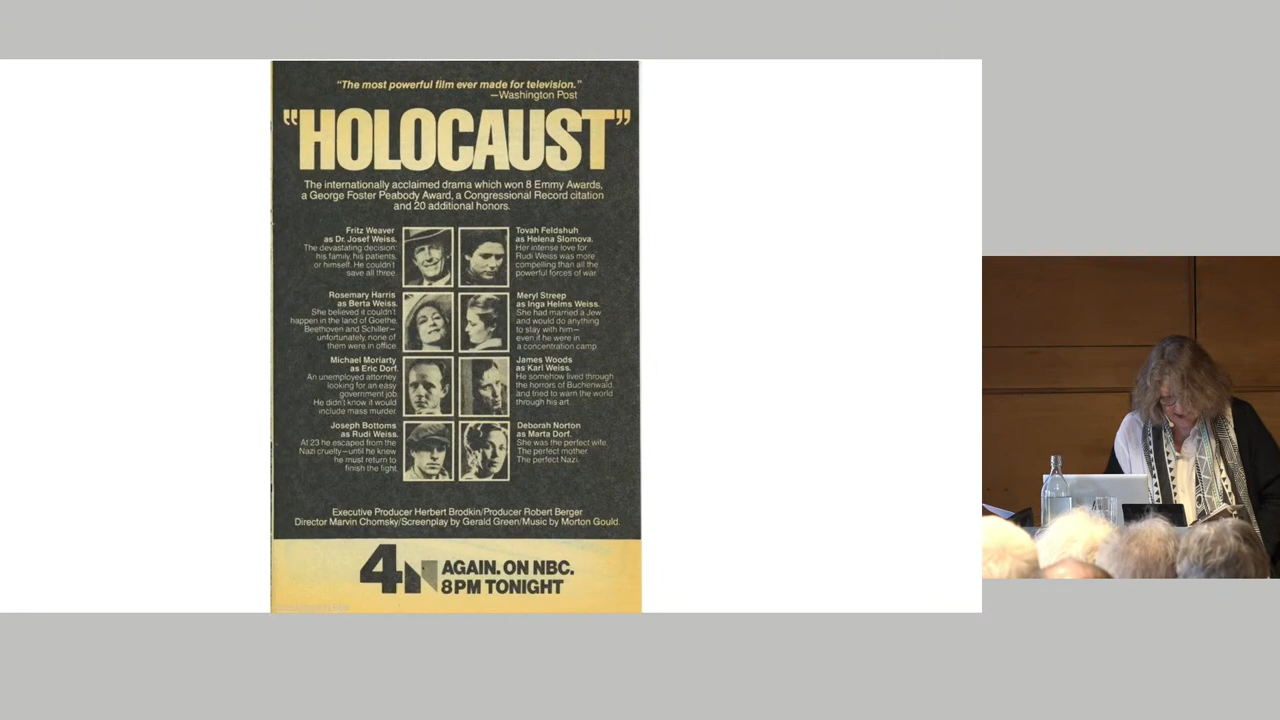 "The most powerful film ever made for television."
—Washington Post
"HOLOCAUST"
The internationally acclaimed drama which won 8 Emmy Awards,
a George Foster Peabody Award, a Congressional Record citation
and 20 additional honors.
Fritz Weaver
as Dr. Josef Weiss.
The devastating decision:
his family, his patients,
or himself. He couldn't
save all three.
Tovah Feldshuh
as Helena Slomova.
Her intense love for
Rudi Weiss was more
compelling than all the
powerful forces of war.
Rosemary Harris
as Berta Weiss.
She believed it couldn't
happen in the land of Goethe,
Beethoven and Schiller—
unfortunately, none of
them were in office.
Meryl Streep
as Inga Helms Weiss.
She had married a Jew
and would do anything
to stay with him—
even if he were in
a concentration camp.
Michael Moriarty
as Eric Dorf.
An unemployed attorney
looking for an easy
government job.
He didn't know it would
include mass murder.
James Woods
as Karl Weiss.
He somehow lived through
the horrors of Buchenwald
and tried to warn the world
through his art.
Joseph Bottoms
as Rudi Weiss.
At 23 he escaped from the
Nazi cruelty—until he knew
he must return to
finish the fight.
Deborah Norton
as Marta Dorf.
She was the perfect wife.
The perfect mother.
The perfect Nazi.
Executive Producer Herbert Brodkin/Producer Robert Berger
Director Marvin Chomsky/Screenplay by Gerald Green/Music by Morton Gould.
4
AGAIN. ON NBC.
8PM TONIGHT